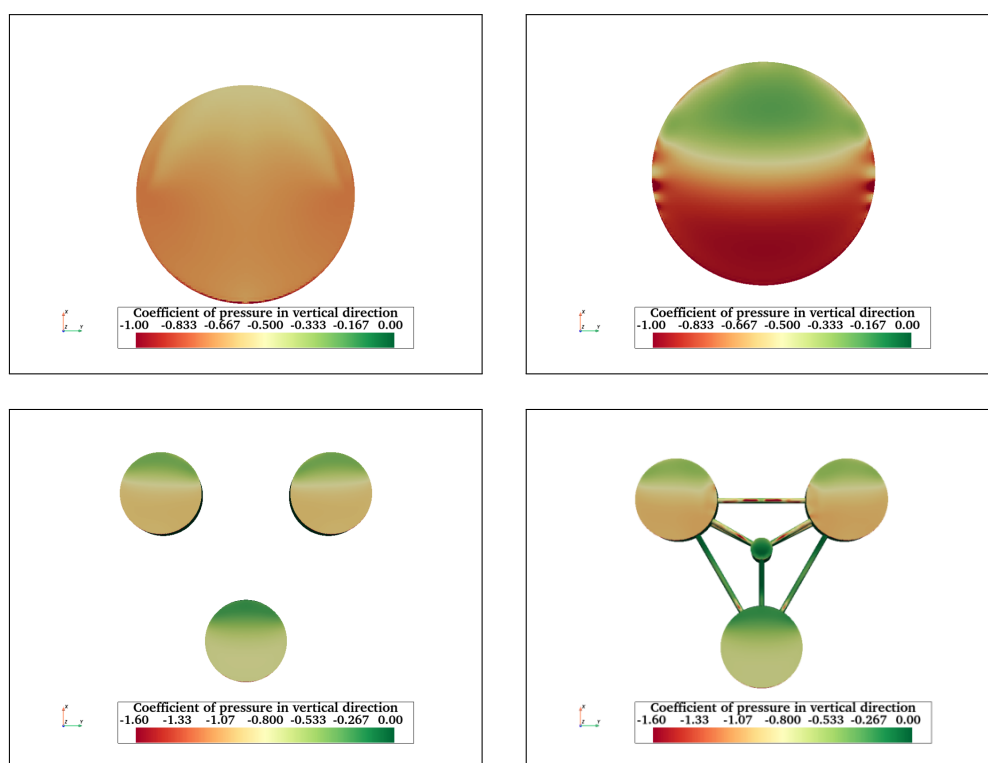 X
Z Y
Coefficient of pressure in vertical direction
-1.00 -0.833 -0.667 -0.500 -0.333 -0.167 0.00
X
Z Y
Coefficient of pressure in vertical direction
-1.00 -0.833 -0.667 -0.500 -0.333 -0.167 0.00
X
Z Y
Coefficient of pressure in vertical direction
-1.60 -1.33 -1.07 -0.800 -0.533 -0.267 0.00
X
Z Y
Coefficient of pressure in vertical direction
-1.60 -1.33 -1.07 -0.800 -0.533 -0.267 0.00